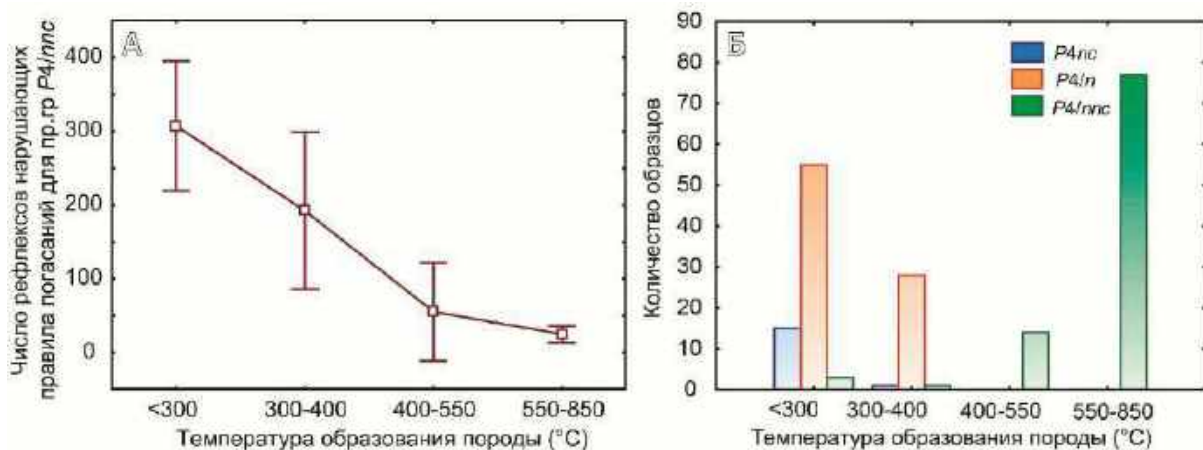 А
Число рефлексов нарушающих
правила погасаний для пр.гр P4/nnc
400
300
200
100
0
<300
300-400
400-550
550-850
Температура образования породы (°C)
Б
Количество образцов
90
80
70
60
50
40
30
20
10
0
P4nc
P4/n
P4/nnc
<300
300-400
400-550
550-850
Температура образования породы (°C)